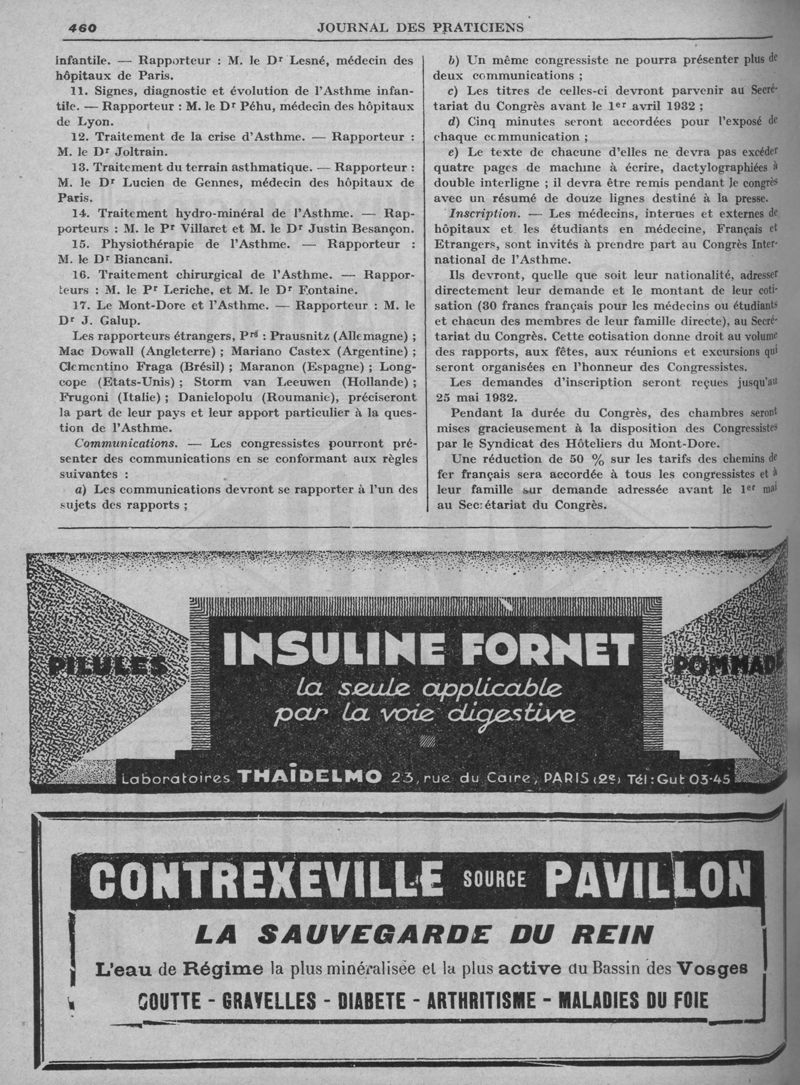 460
JOURNAL DES PRATICIENS
infantile. — Rapporteur : M. le Dr Lesné, médecin des
hôpitaux de Paris.
11. Signes, diagnostic et évolution de l'Asthme infan-
tile. — Rapporteur : M. le Dr Péhu, médecin des hôpitaux
de Lyon.
12. Traitement de la crise d'Asthme. — Rapporteur :
M. le Dr Joltrain.
13. Traitement du terrain asthmatique. — Rapporteur :
M. le Dr Lucien de Gennes, médecin des hôpitaux de
Paris.
14. Traitement hydro-minéral de l'Asthme. — Rap-
porteurs : M. le Pr Villaret et M. le Dr Justin Besançon.
15. Physiothérapie de l'Asthme. — Rapporteur :
M. le Dr Biancani.
16. Traitement chirurgical de l'Asthme. — Rappor-
teurs : M. le Pr Leriche, et M. le Dr Fontaine.
17. Le Mont-Dore et l'Asthme. — Rapporteur : M. le
Dr J. Galup.
Les rapporteurs étrangers, Prs : Prausnitz (Allemagne) ;
Mac Dowall (Angleterre) ; Mariano Castex (Argentine) ;
Clementino Fraga (Brésil) ; Maranon (Espagne) ; Long-
cope (Etats-Unis) ; Storm van Leeuwen (Hollande) ;
Frugoni (Italie) ; Danielopolu (Roumanie), préciseront
la part de leur pays et leur apport particulier à la ques-
tion de l'Asthme.
Communications. — Les congressistes pourront pré-
senter des communications en se conformant aux règles
suivantes :
a) Les communications devront se rapporter à l'un des
sujets des rapports ;
b) Un même congressiste ne pourra présenter plus de
deux communications ;
c) Les titres de celles-ci devront parvenir au Secré-
tariat du Congrès avant le 1er avril 1932 ;
d) Cinq minutes seront accordées pour l'exposé de
chaque communication ;
e) Le texte de chacune d'elles ne devra pas excéder
quatre pages de machine à écrire, dactylographiées à
double interligne ; il devra être remis pendant le congrès
avec un résumé de douze lignes destiné à la presse.
Inscription. — Les médecins, internes et externes de
hôpitaux et les étudiants en médecine, Français et
Etrangers, sont invités à prendre part au Congrès Inter-
national de l'Asthme.
Ils devront, quelle que soit leur nationalité, adresser
directement leur demande et le montant de leur coti-
sation (30 francs français pour les médecins ou étudiants
et chacun des membres de leur famille directe), au Secré-
tariat du Congrès. Cette cotisation donne droit au volume
des rapports, aux fêtes, aux réunions et excursions qui
seront organisées en l'honneur des Congressistes.
Les demandes d'inscription seront reçues jusqu'au
25 mai 1932.
Pendant la durée du Congrès, des chambres seront
mises gracieusement à la disposition des Congressistes
par le Syndicat des Hôteliers du Mont-Dore.
Une réduction de 50 % sur les tarifs des chemins de
fer français sera accordée à tous les congressistes et à
leur famille sur demande adressée avant le 1er mai
au Secrétariat du Congrès.
PILULES
INSULINE FORNET
POMMADE
la seule applicable
par la voie digestive
Laboratoires THAÏDELMO 23, rue du Caire, PARIS (2e) Tél : Gut 03-45
CONTREXEVILLE SOURCE PAVILLON
LA SAUVEGARDE DU REIN
L'eau de Régime la plus minéralisée et la plus active du Bassin des Vosges
GOUTTE - GRAVELLES - DIABETE - ARTHRITISME - MALADIES DU FOIE